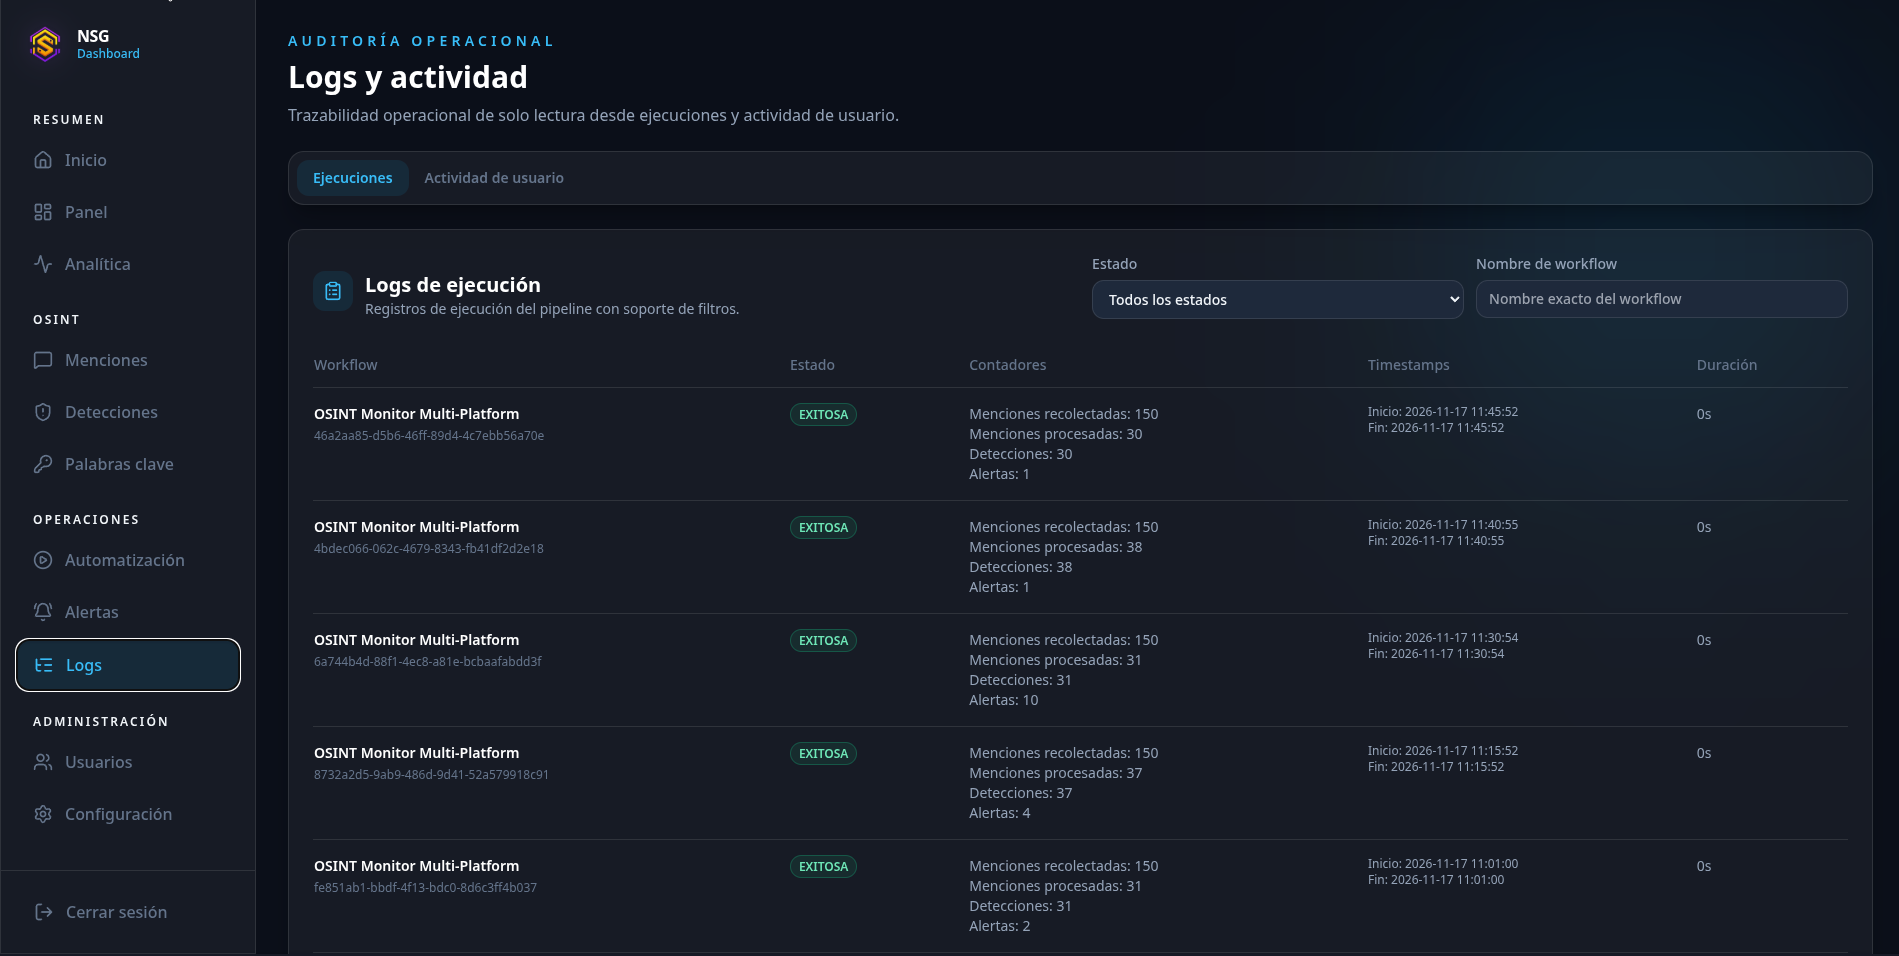 NSG
Dashboard
RESUMEN
Inicio
Panel
Analítica
OSINT
Menciones
Detecciones
Palabras clave
OPERACIONES
Automatización
Alertas
Logs
ADMINISTRACIÓN
Usuarios
Configuración
Cerrar sesión
AUDITORÍA OPERACIONAL
Logs y actividad
Trazabilidad operacional de solo lectura desde ejecuciones y actividad de usuario.
Ejecuciones Actividad de usuario
Logs de ejecución
Registros de ejecución del pipeline con soporte de filtros.
Estado
Todos los estados
Nombre de workflow
Nombre exacto del workflow
Workflow Estado Contadores Timestamps Duración
OSINT Monitor Multi-Platform
46a2aa85-d5b6-46ff-89d4-4c7ebb56a70e
EXITOSA
Menciones recolectadas: 150
Menciones procesadas: 30
Detecciones: 30
Alertas: 1
Inicio: 2026-11-17 11:45:52
Fin: 2026-11-17 11:45:52
0s
OSINT Monitor Multi-Platform
4bdec066-062c-4679-8343-fb41df2d2e18
EXITOSA
Menciones recolectadas: 150
Menciones procesadas: 38
Detecciones: 38
Alertas: 1
Inicio: 2026-11-17 11:40:55
Fin: 2026-11-17 11:40:55
0s
OSINT Monitor Multi-Platform
6a744b4d-88f1-4ec8-a81e-bcbaafabdd3f
EXITOSA
Menciones recolectadas: 150
Menciones procesadas: 31
Detecciones: 31
Alertas: 10
Inicio: 2026-11-17 11:30:54
Fin: 2026-11-17 11:30:54
0s
OSINT Monitor Multi-Platform
8732a2d5-9ab9-486d-9d41-52a579918c91
EXITOSA
Menciones recolectadas: 150
Menciones procesadas: 37
Detecciones: 37
Alertas: 4
Inicio: 2026-11-17 11:15:52
Fin: 2026-11-17 11:15:52
0s
OSINT Monitor Multi-Platform
fe851ab1-bbdf-4f13-bdc0-8d6c3ff4b037
EXITOSA
Menciones recolectadas: 150
Menciones procesadas: 31
Detecciones: 31
Alertas: 2
Inicio: 2026-11-17 11:01:00
Fin: 2026-11-17 11:01:00
0s